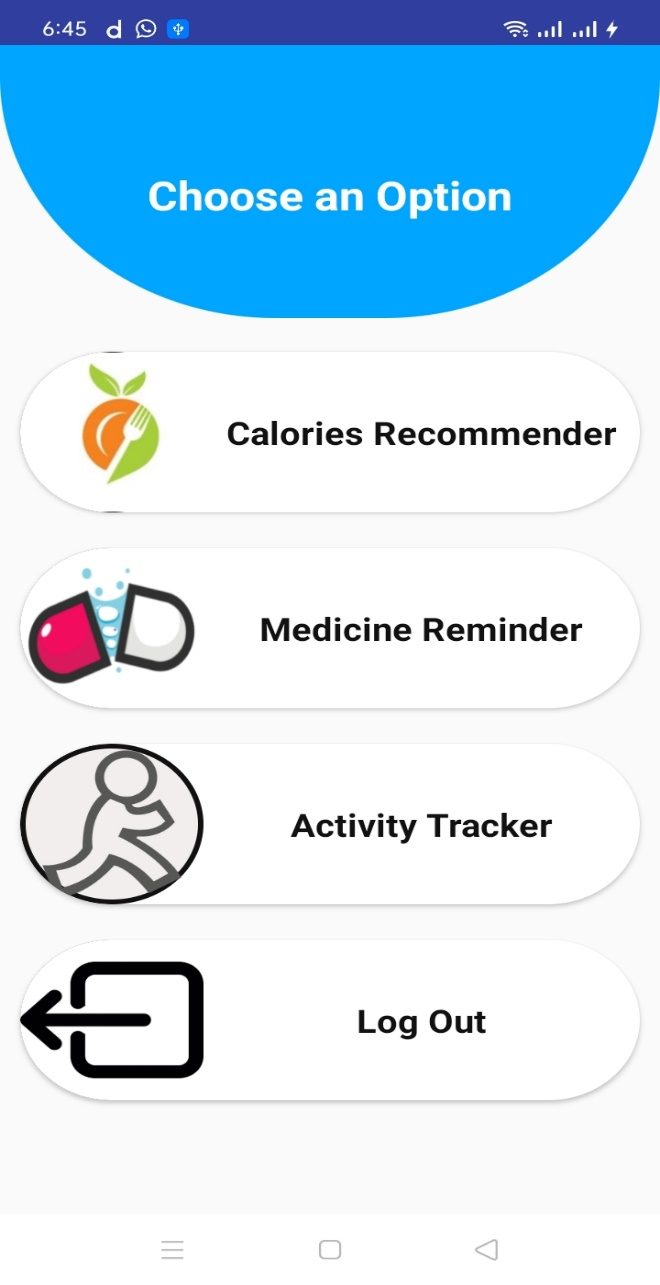 6:45
Choose an Option
Calories Recommender
Medicine Reminder
Activity Tracker
Log Out